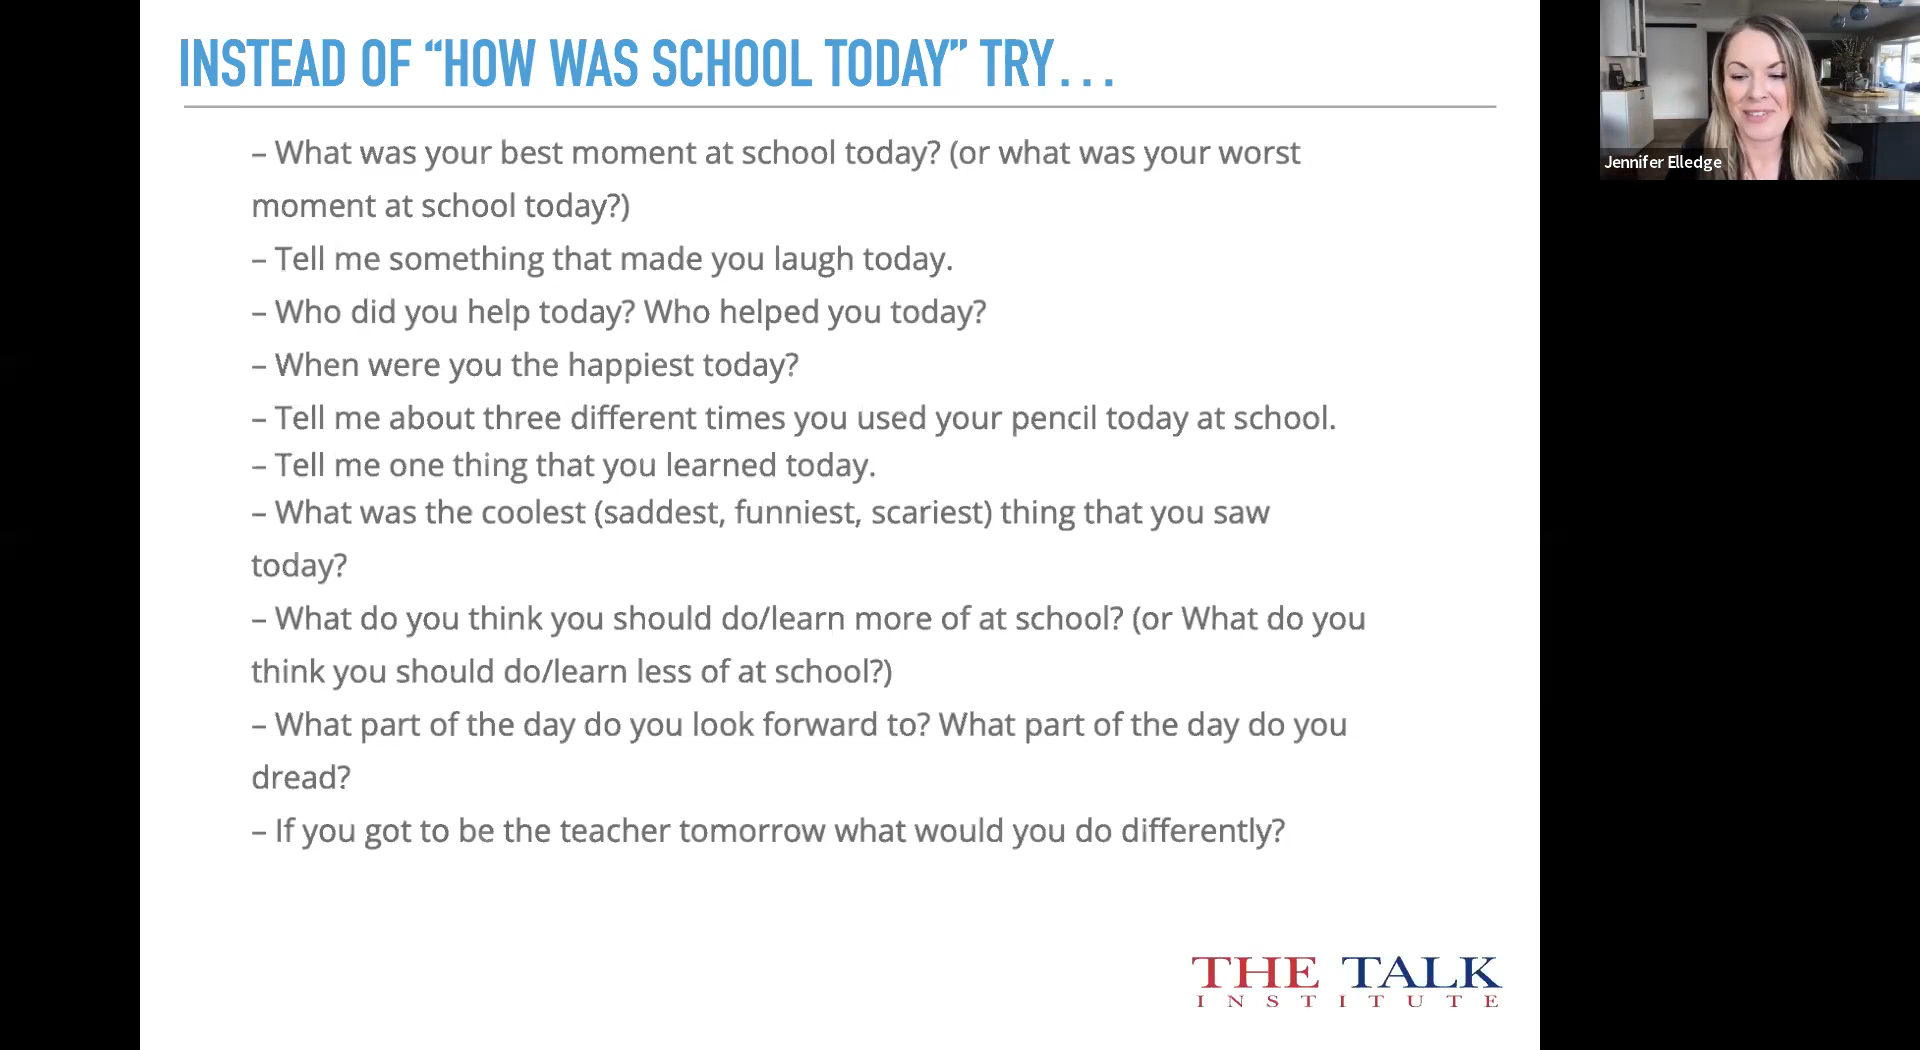 INSTEAD OF “HOW WAS SCHOOL TODAY” TRY...
– What was your best moment at school today? (or what was your worst
moment at school today?)
– Tell me something that made you laugh today.
– Who did you help today? Who helped you today?
– When were you the happiest today?
– Tell me about three different times you used your pencil today at school.
– Tell me one thing that you learned today.
– What was the coolest (saddest, funniest, scariest) thing that you saw
today?
– What do you think you should do/learn more of at school? (or What do you
think you should do/learn less of at school?)
– What part of the day do you look forward to? What part of the day do you
dread?
– If you got to be the teacher tomorrow what would you do differently?
THE TALK
INSTITUTE
Jennifer Elledge